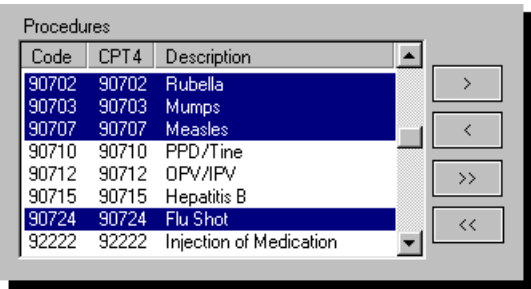 Procedures
Code CPT4 Description
90702 90702 Rubella
90703 90703 Mumps
90707 90707 Measles
90710 90710 PPD/Tine
90712 90712 OPV/IPV
90715 90715 Hepatitis B
90724 90724 Flu Shot
92222 92222 Injection of Medication
>
<
>>
<<